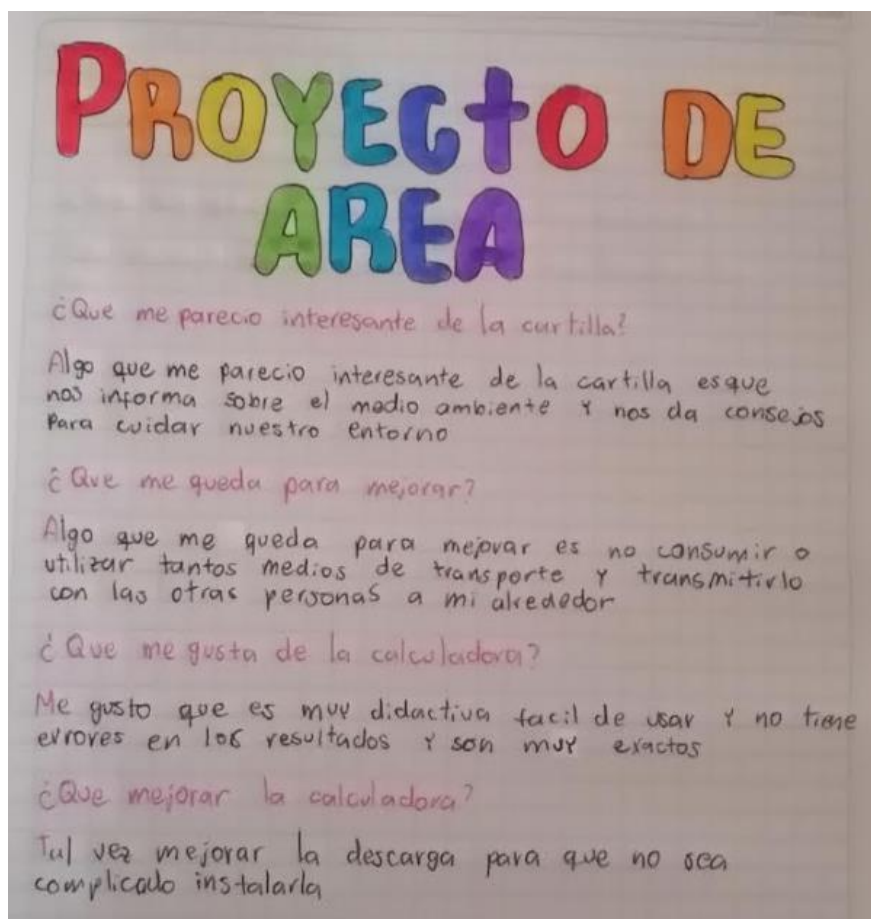 PROYECTO DE
AREA
¿Que me parecio interesante de la cartilla?
Algo que me parecio interesante de la cartilla es que
nos informa sobre el medio ambiente Y nos da consejos
Para cuidar nuestro entorno
¿Que me queda para mejorar?
Algo que me queda para mejorar es no consumir o
utilizar tantos medios de transporte Y transmitirlo
con las otras personas a mi alrededor
¿Que me gusta de la calculadora?
Me gusto que es muy didactiva facil de usar Y no tiene
errores en los resultados Y son muy exactos
¿Que mejorar la calculadora?
Tal vez mejorar la descarga para que no sea
complicado instalarla